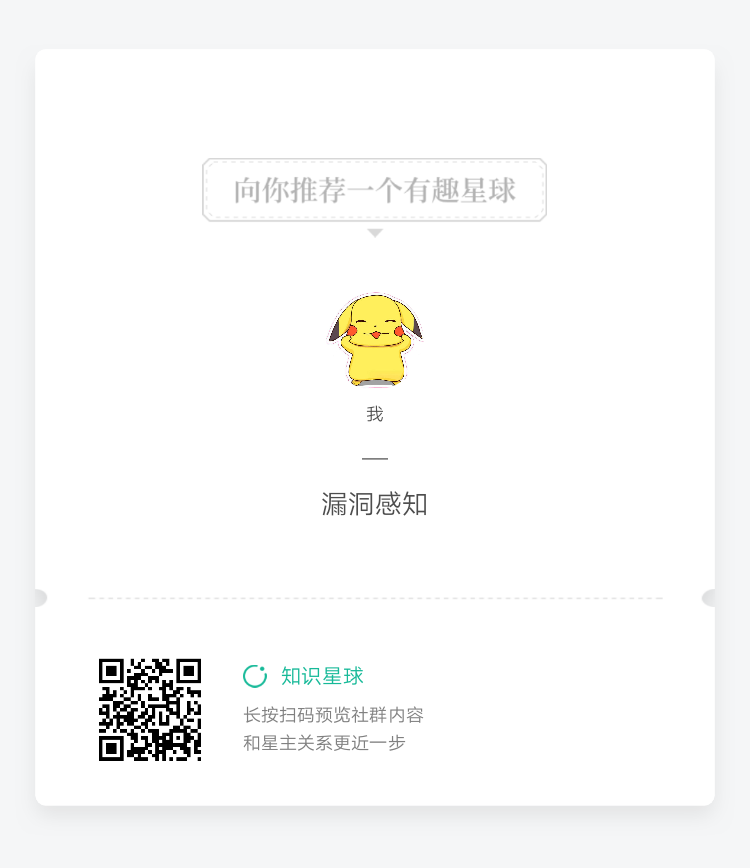 向你推荐一个有趣星球
我
漏洞感知
知识星球
长按扫码预览社群内容
和星主关系更近一步